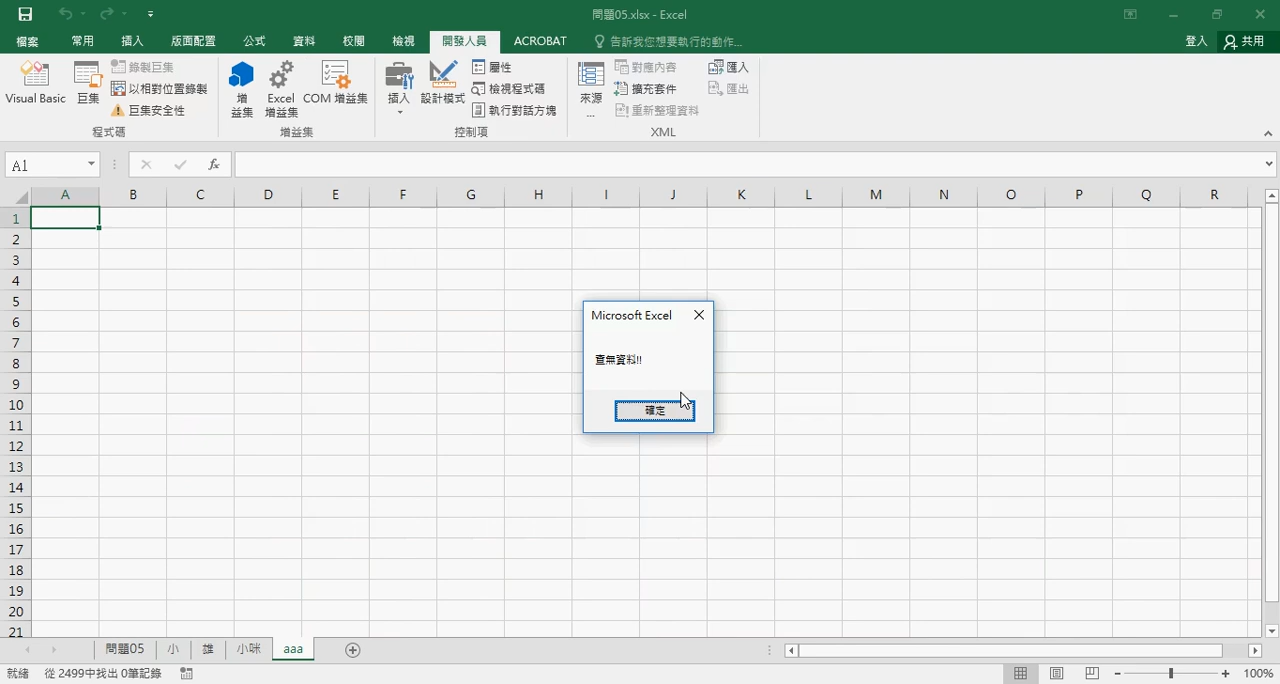 問題05.xlsx - Excel
檔案 常用 插入 版面配置 公式 資料 校閱 檢視 開發人員 ACROBAT 告訴我您想要執行的動作... 登入 共用
Visual Basic 巨集 錄製巨集 以相對位置錄製 巨集安全性
程式碼
增益集 Excel 增益集 COM 增益集
增益集
插入 設計模式 屬性 檢視程式碼 執行對話方塊
控制項
來源... 對應內容 擴充套件 重新整理資料 匯入 匯出
XML
A1 fx
A B C D E F G H I J K L M N O P Q R
1
2
3
4
5
6
7
8
9
10
11
12
13
14
15
16
17
18
19
20
21
Microsoft Excel
查無資料!!
確定
問題05 小 雄 小咪 aaa
就緒 從 2499中找出 0筆記錄 100%